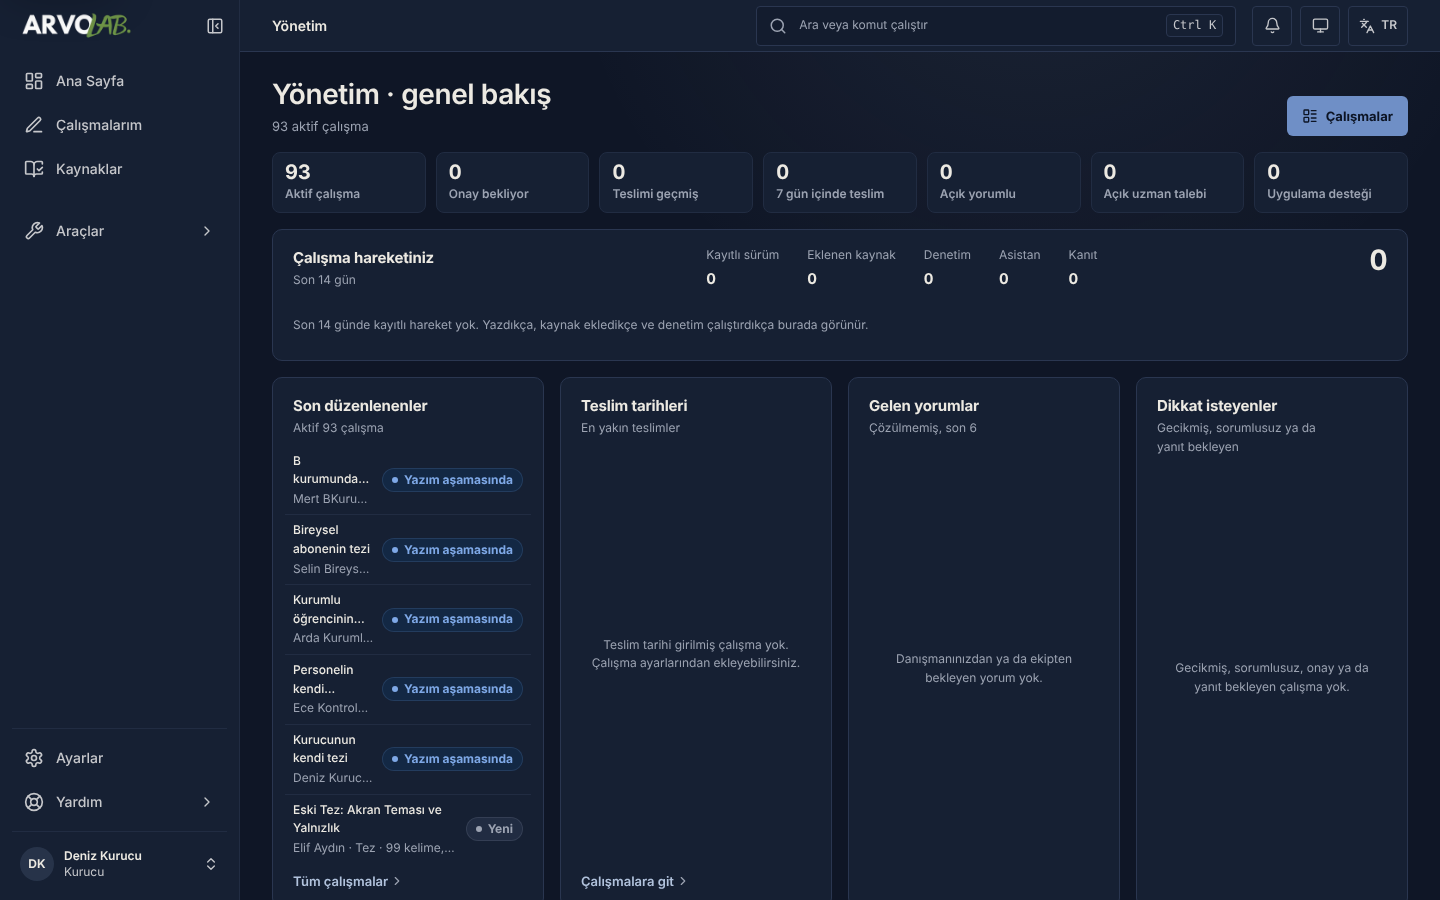 ARVOLAB.
Yönetim
Ara veya komut çalıştır
Ctrl K
TR
Ana Sayfa
Çalışmalarım
Kaynaklar
Araçlar
Yönetim · genel bakış
93 aktif çalışma
Çalışmalar
93
Aktif çalışma
0
Onay bekliyor
0
Teslimi geçmiş
0
7 gün içinde teslim
0
Açık yorumlu
0
Açık uzman talebi
0
Uygulama desteği
Çalışma hareketiniz
Son 14 gün
Kayıtlı sürüm
0
Eklenen kaynak
0
Denetim
0
Asistan
0
Kanıt
0
0
Son 14 günde kayıtlı hareket yok. Yazdıkça, kaynak ekledikçe ve denetim çalıştırdıkça burada görünür.
Son düzenlenenler
Aktif 93 çalışma
B
kurumunda...
Mert BKuru...
Yazım aşamasında
Bireysel
abonenin tezi
Selin Bireys...
Yazım aşamasında
Kurumlu
öğrencinin...
Arda Kuruml...
Yazım aşamasında
Personelin
kendi...
Ece Kontrol...
Yazım aşamasında
Kurucunun
kendi tezi
Deniz Kuruc...
Yazım aşamasında
Eski Tez: Akran Teması ve
Yalnızlık
Elif Aydın · Tez · 99 kelime,...
Yeni
Tüm çalışmalar
Teslim tarihleri
En yakın teslimler
Teslim tarihi girilmiş çalışma yok.
Çalışma ayarlarından ekleyebilirsiniz.
Çalışmalara git
Gelen yorumlar
Çözülmemiş, son 6
Danışmanınızdan ya da ekipten
bekleyen yorum yok.
Dikkat isteyenler
Gecikmiş, sorumlusuz ya da
yanıt bekleyen
Gecikmiş, sorumlusuz, onay ya da
yanıt bekleyen çalışma yok.
Ayarlar
Yardım
DK
Deniz Kurucu
Kurucu